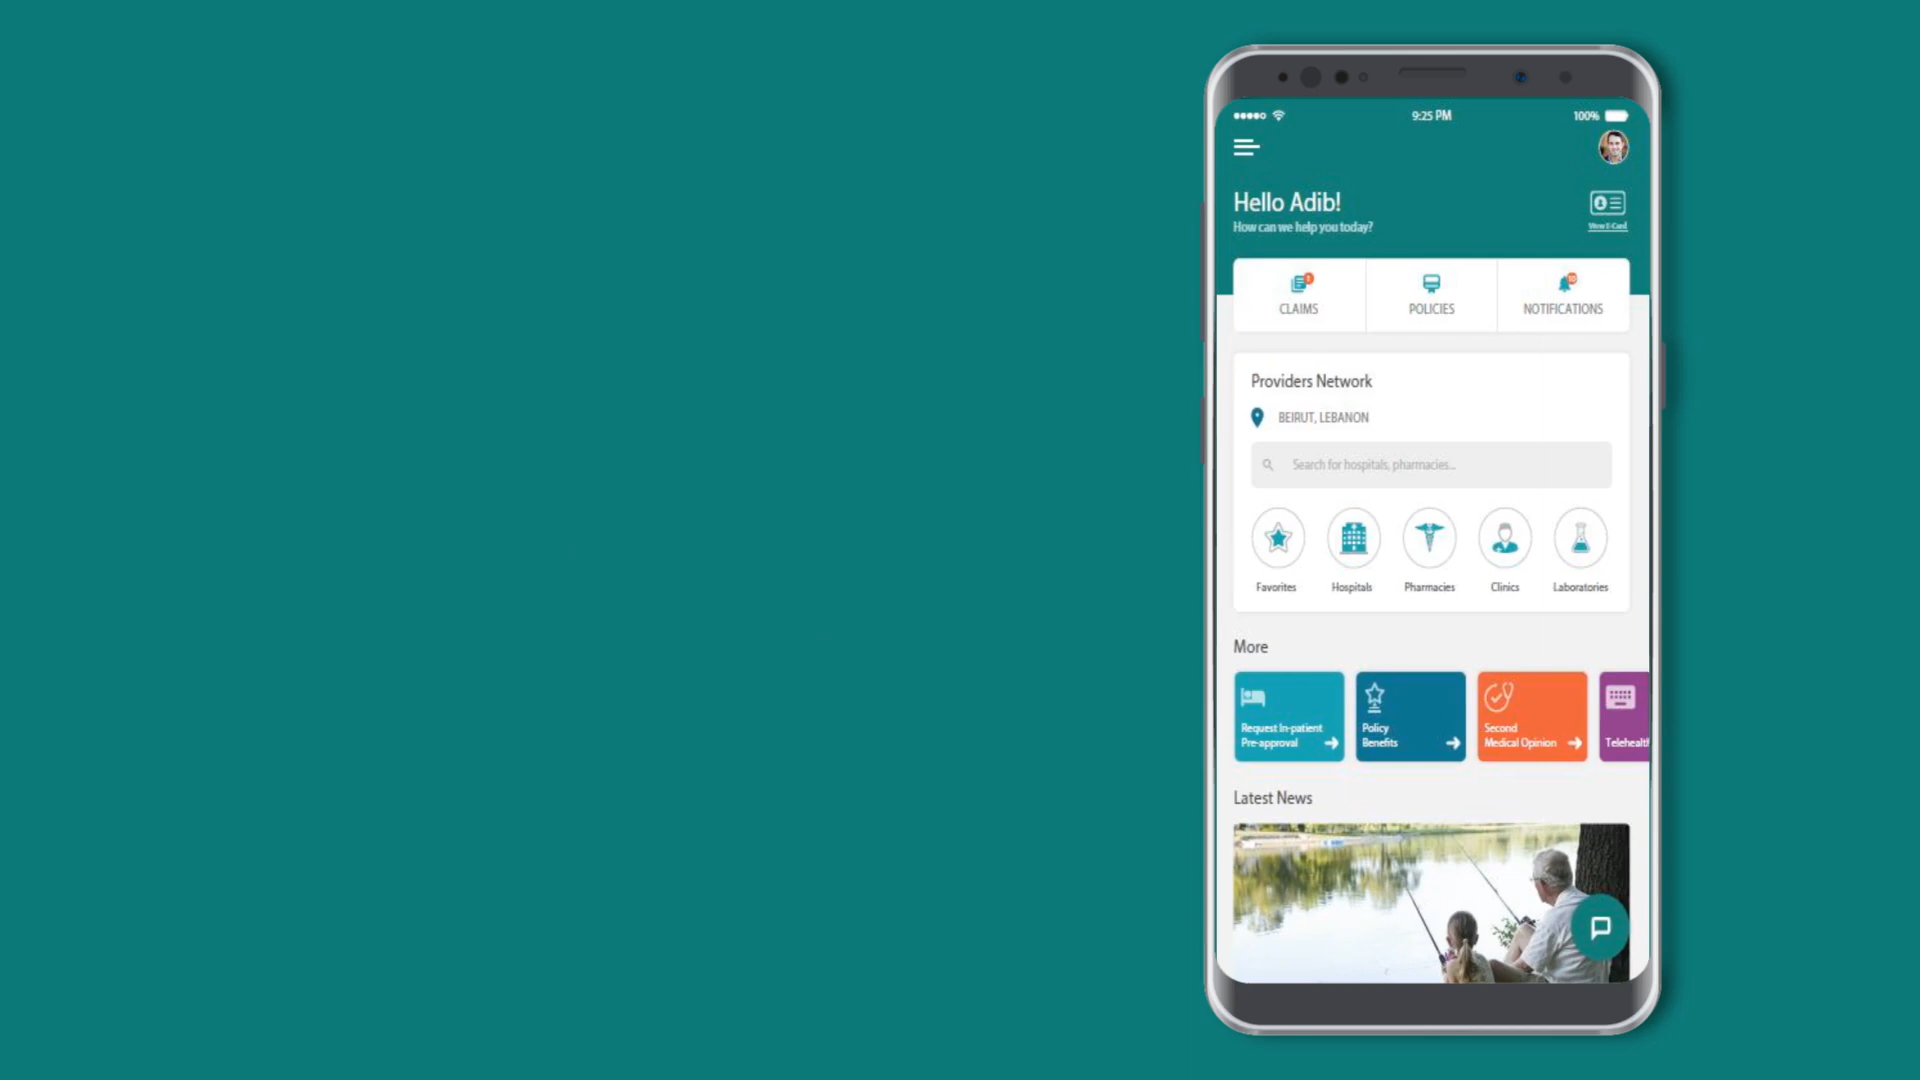 9:25 PM
100%
Hello Adib!
How can we help you today?
View E-Card
1
10
CLAIMS
POLICIES
NOTIFICATIONS
Providers Network
BEIRUT, LEBANON
Search for hospitals, pharmacies...
Favorites
Hospitals
Pharmacies
Clinics
Laboratories
More
Request In-patient
Pre-approval
Policy
Benefits
Second
Medical Opinion
Telehealth
Latest News